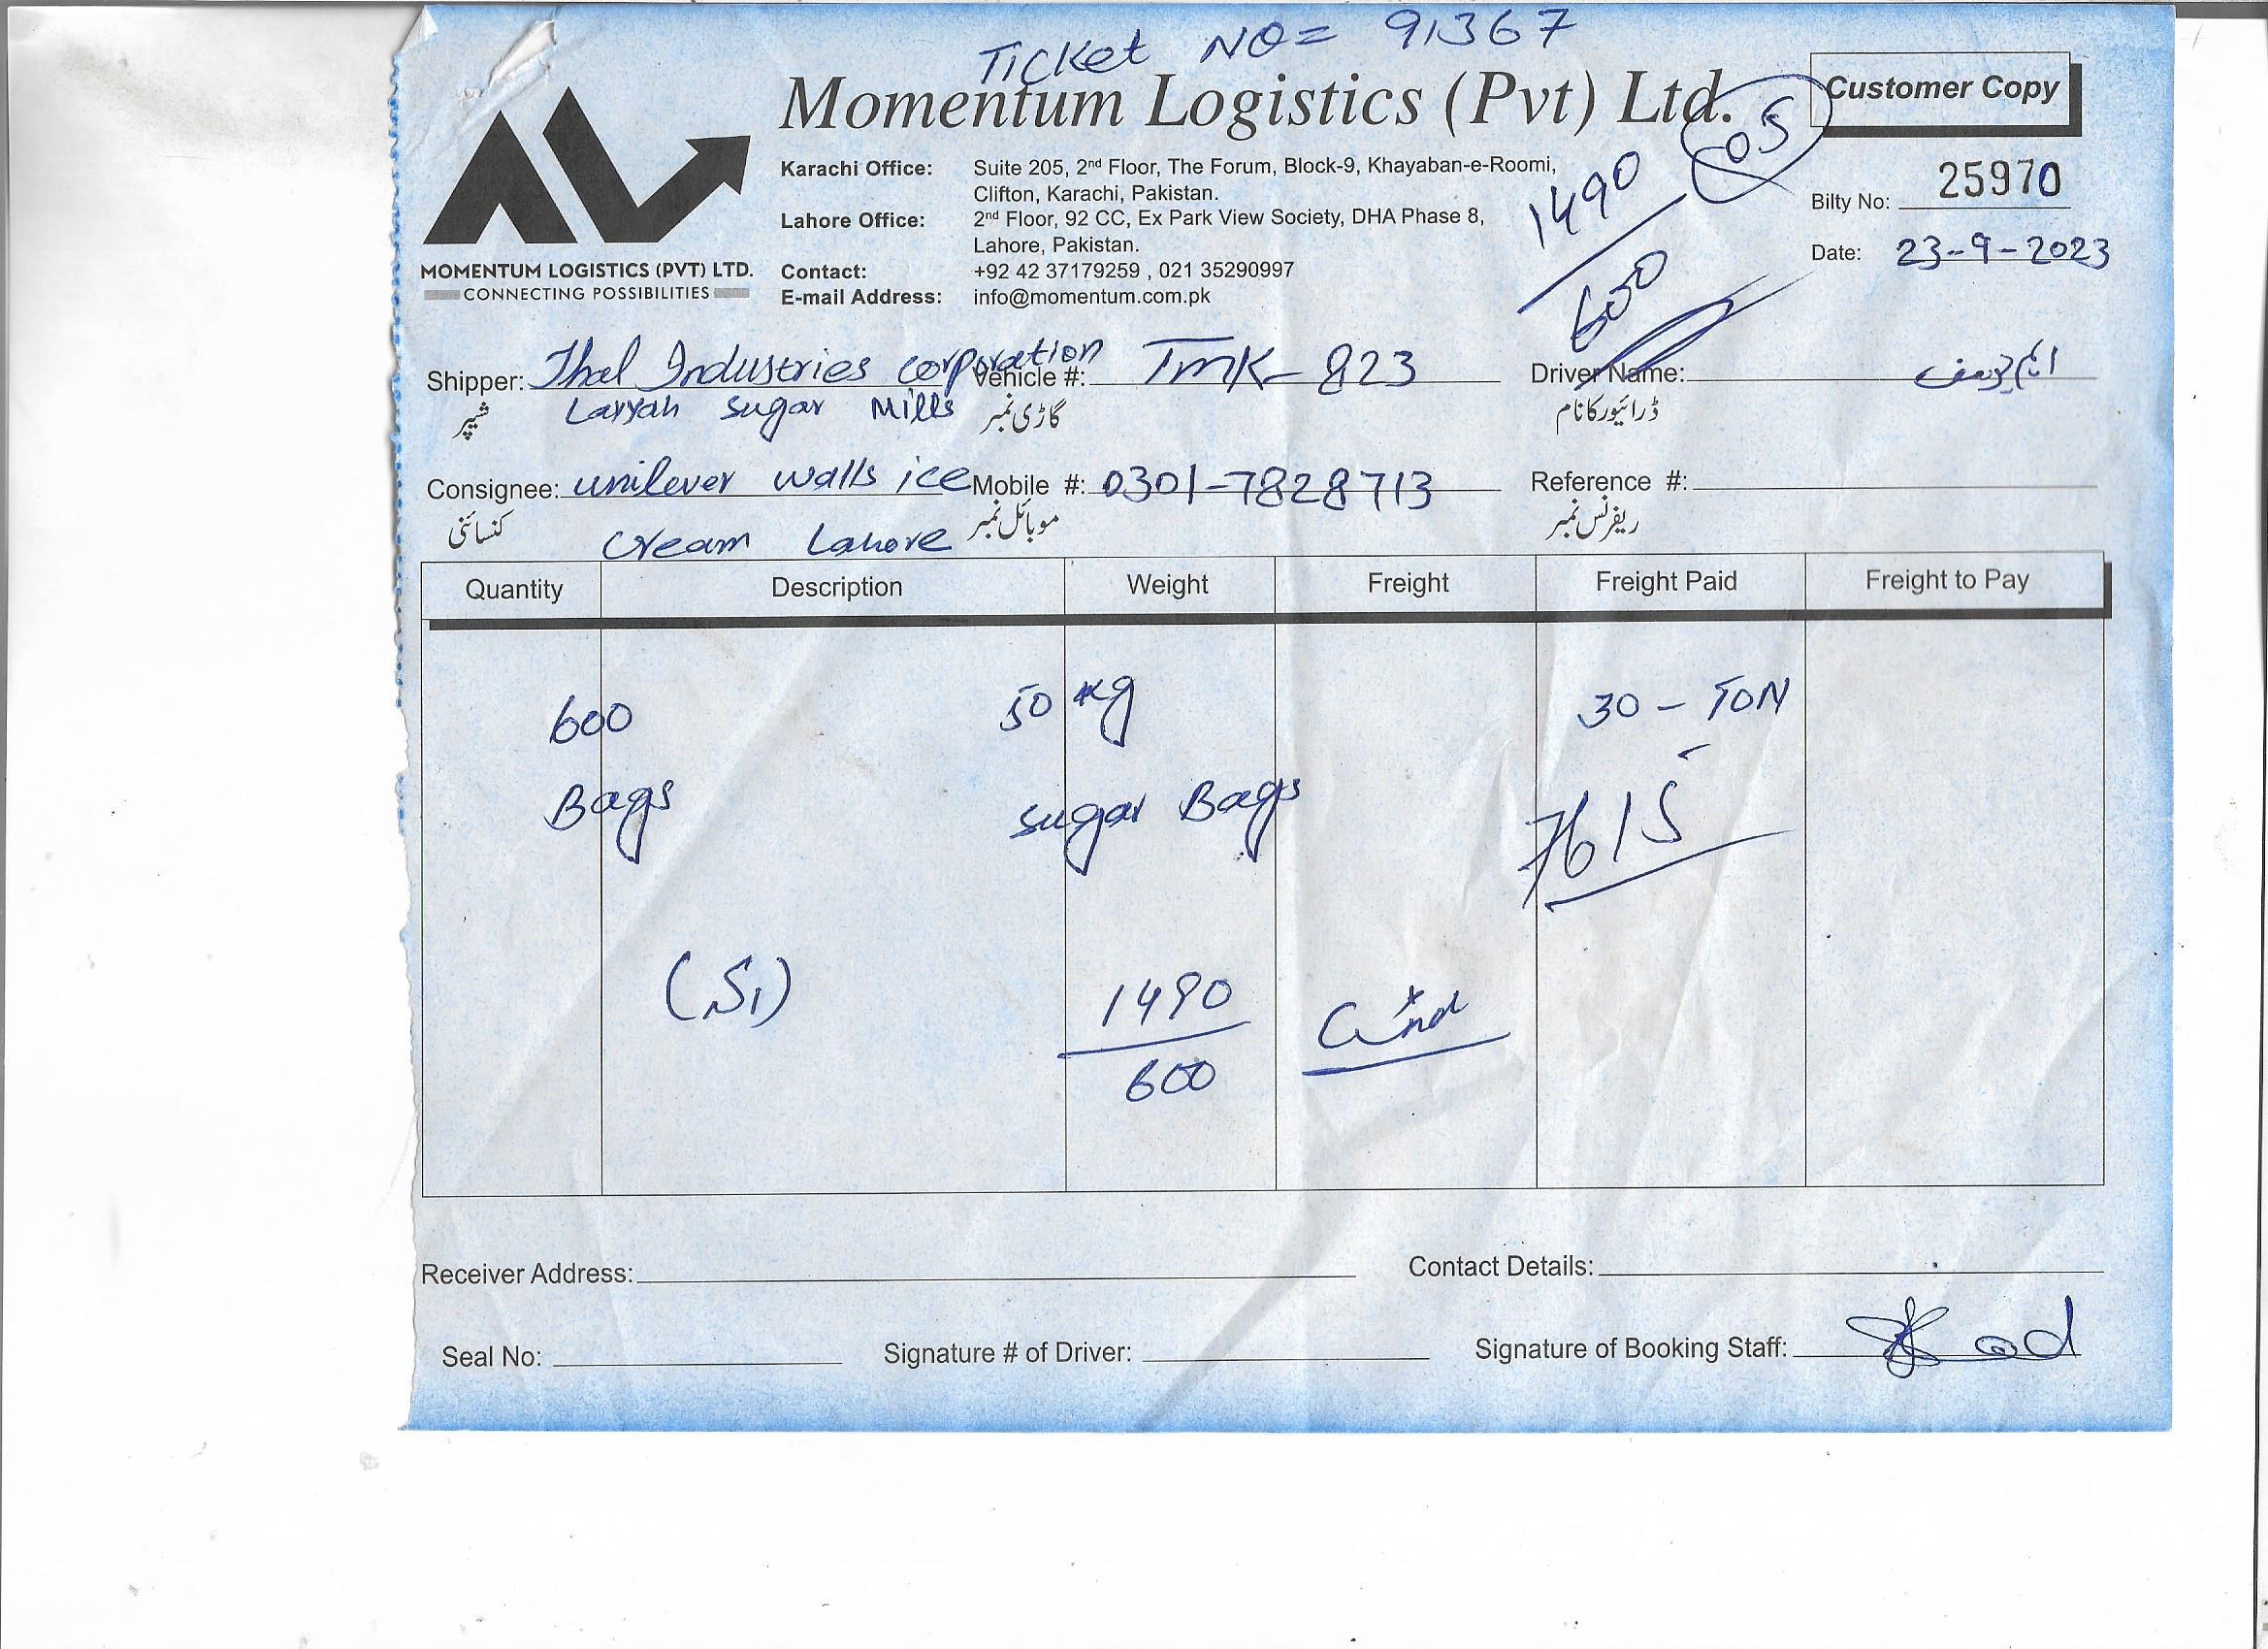 Ticket NO= 91367
Momentum Logistics (Pvt) Ltd.
Customer Copy
05
1490
600
Karachi Office: Suite 205, 2nd Floor, The Forum, Block-9, Khayaban-e-Roomi,
Clifton, Karachi, Pakistan.
Lahore Office: 2nd Floor, 92 CC, Ex Park View Society, DHA Phase 8,
Lahore, Pakistan.
Contact: +92 42 37179259 , 021 35290997
E-mail Address: info@momentum.com.pk
MOMENTUM LOGISTICS (PVT) LTD.
CONNECTING POSSIBILITIES
Bilty No: 25970
Date: 23-9-2023
Shipper: Thal Industries corporation Vehicle #: TMK-823 Driver Name:
شیپر Layyah sugar Mills گاڑی نمبر ڈرائیور کا نام
Consignee: unilever walls ice Mobile #: 0301-7828713 Reference #:
کنسائنی cream Lahore موبائل نمبر ریفرنس نمبر
Quantity Description Weight Freight Freight Paid Freight to Pay
600 50 kg 30 - TON
Bags sugar Bags 7615
(S1) 1490
600
Receiver Address: Contact Details:
Seal No: Signature # of Driver: Signature of Booking Staff: